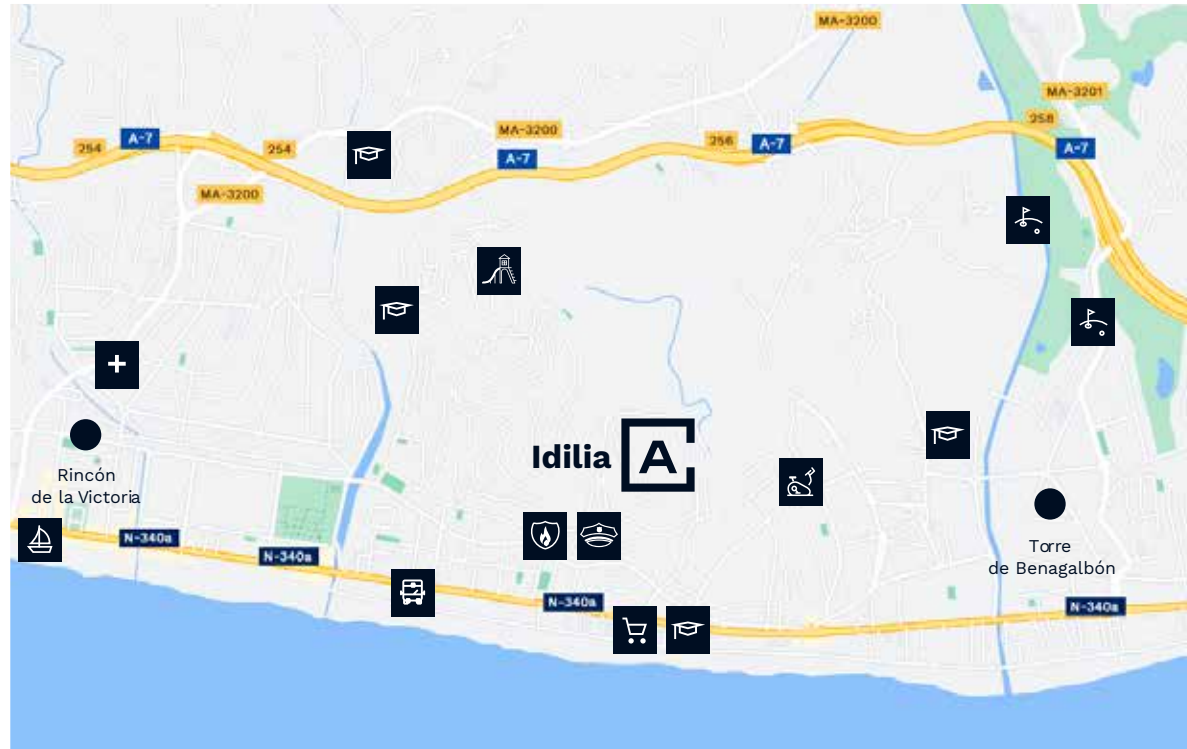 MA-3200
MA-3201
258
A-7
254
254
MA-3200
A-7
256
A-7
A-7
MA-3200
Idilia A
Rincón
de la Victoria
Torre
de Benagalbón
N-340a
N-340a
N-340a
N-340a